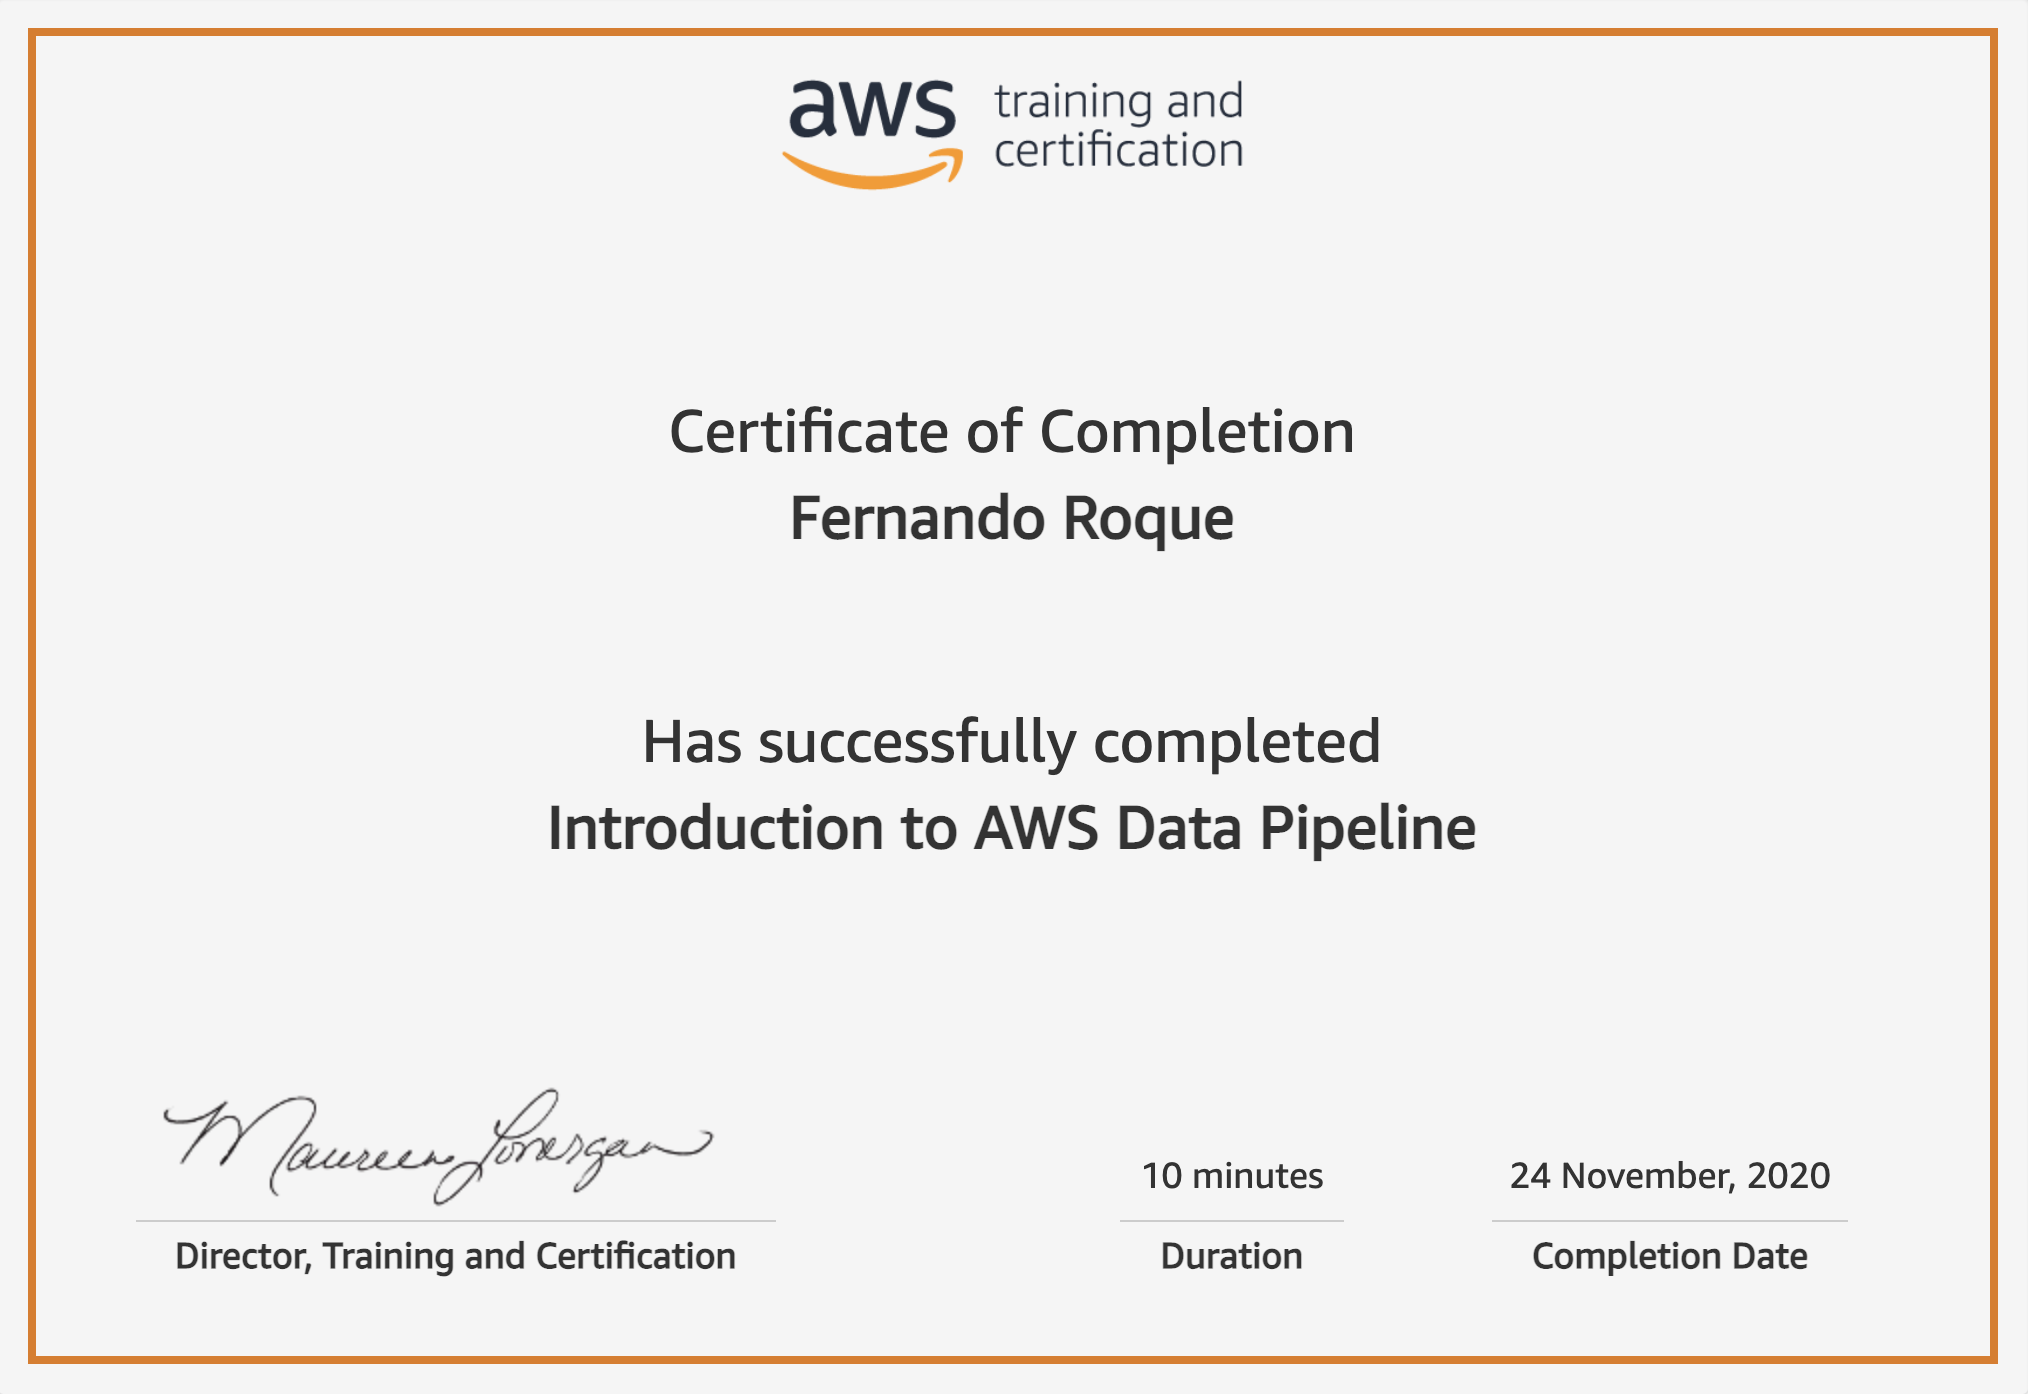 aws training and
certification
Certificate of Completion
Fernando Roque
Has successfully completed
Introduction to AWS Data Pipeline
Maureen Lonergan
10 minutes
24 November, 2020
Director, Training and Certification
Duration
Completion Date